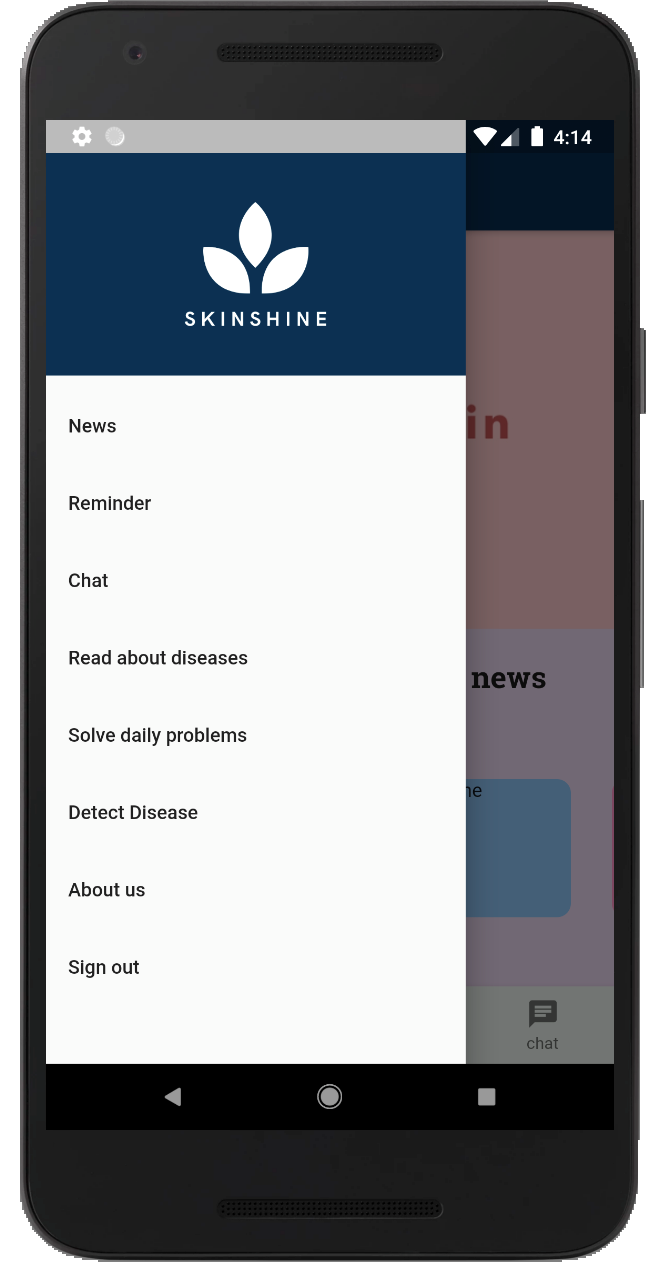 4:14
SKINSHINE
News
in
Reminder
Chat
Read about diseases
news
Solve daily problems
Detect Disease
About us
Sign out
chat